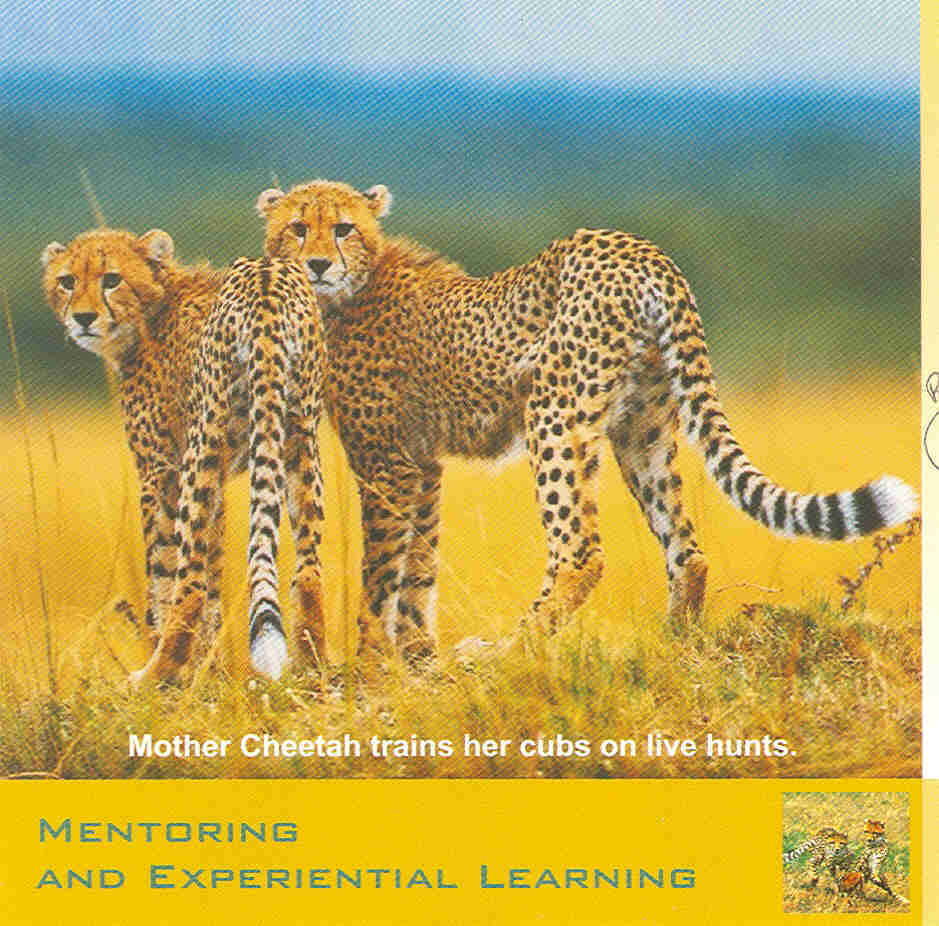 Mother Cheetah trains her cubs on live hunts.
MENTORING
AND EXPERIENTIAL LEARNING